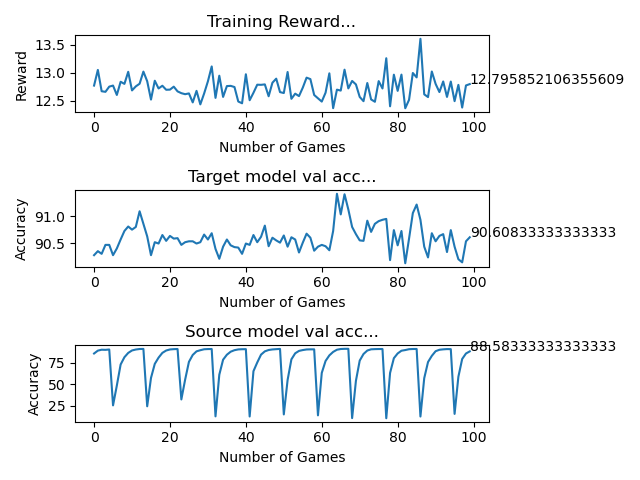 Training Reward...
13.5
13.0
12.5
Reward
12.795852106355609
0 20 40 60 80 100
Number of Games
Target model val acc...
91.0
90.5
Accuracy
90.60833333333333
0 20 40 60 80 100
Number of Games
Source model val acc...
75
50
25
Accuracy
88.58333333333333
0 20 40 60 80 100
Number of Games